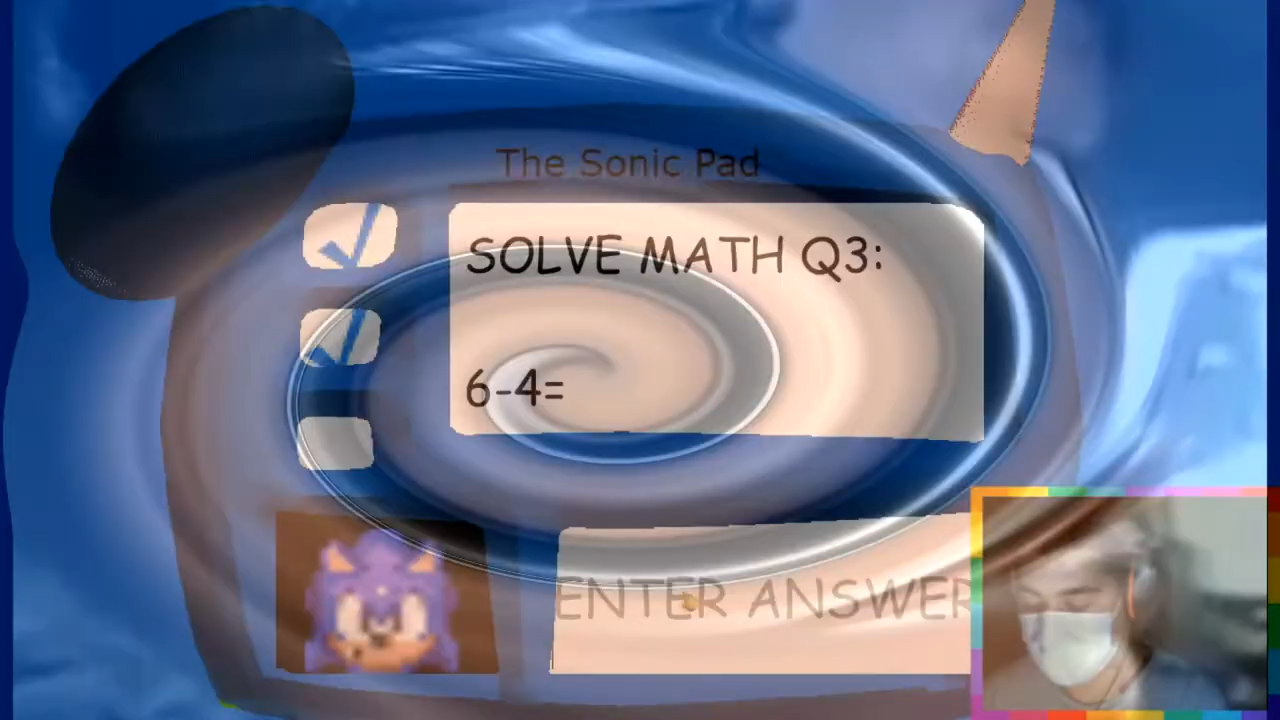 The Sonic Pad
SOLVE MATH Q3:
6-4=
ENTER ANSWER